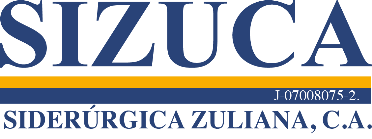 SIZUCA
J-07008075-2.
SIDERÚRGICA ZULIANA, C.A.